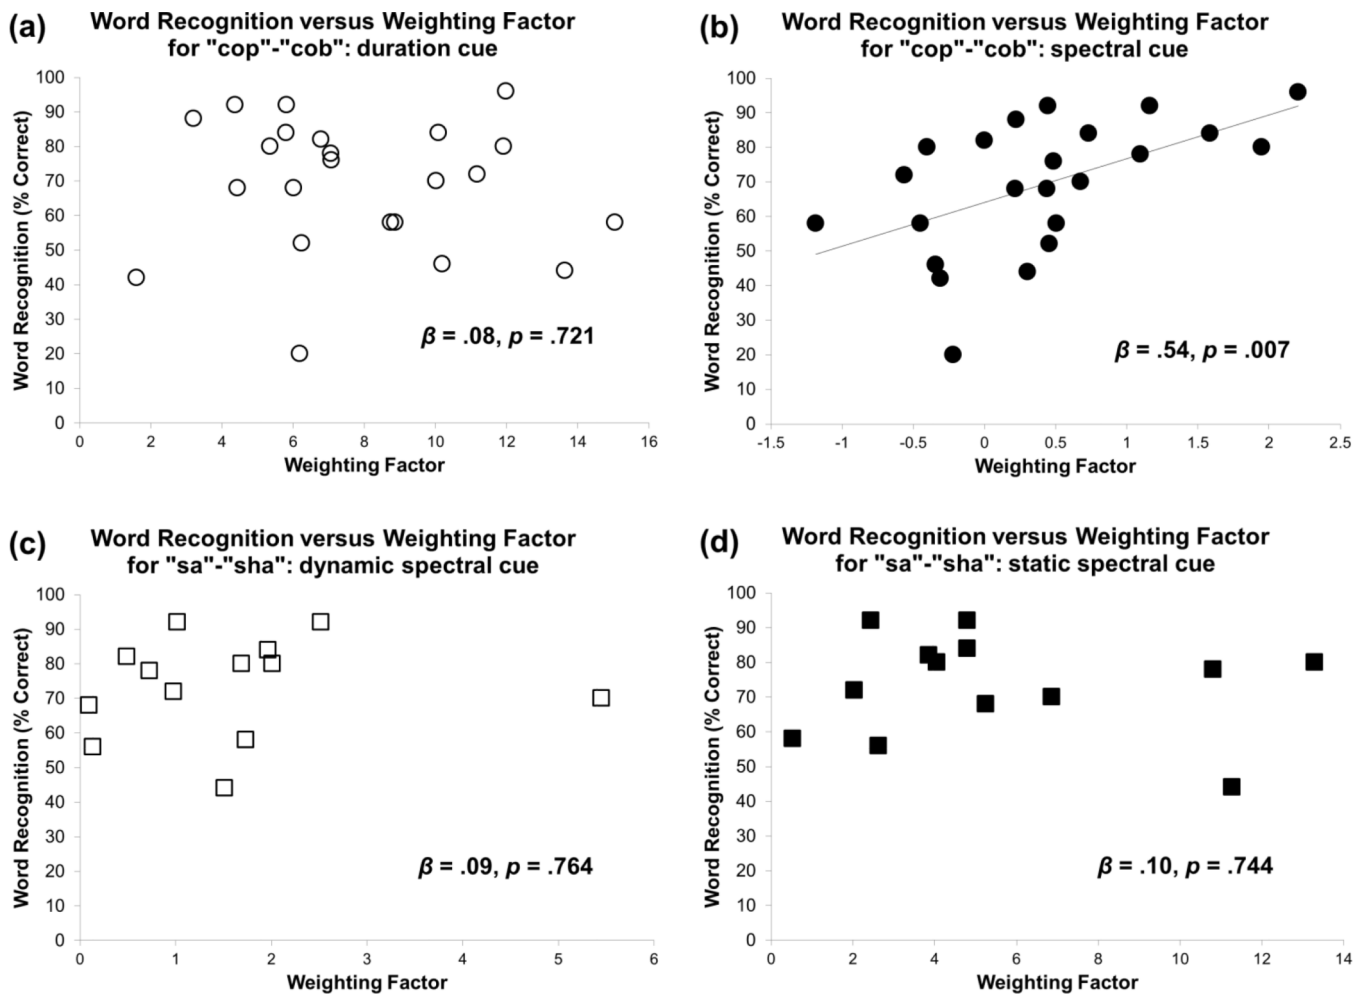 (a)
Word Recognition versus Weighting Factor
for "cop"-"cob": duration cue
Word Recognition (% Correct)
100
90
80
70
60
50
40
30
20
10
0
β = .08, p = .721
0 2 4 6 8 10 12 14 16
Weighting Factor
(b)
Word Recognition versus Weighting Factor
for "cop"-"cob": spectral cue
Word Recognition (% Correct)
100
90
80
70
60
50
40
30
20
10
0
β = .54, p = .007
-1.5 -1 -0.5 0 0.5 1 1.5 2 2.5
Weighting Factor
(c)
Word Recognition versus Weighting Factor
for "sa"-"sha": dynamic spectral cue
Word Recognition (% Correct)
100
90
80
70
60
50
40
30
20
10
0
β = .09, p = .764
0 1 2 3 4 5 6
Weighting Factor
(d)
Word Recognition versus Weighting Factor
for "sa"-"sha": static spectral cue
Word Recognition (% Correct)
100
90
80
70
60
50
40
30
20
10
0
β = .10, p = .744
0 2 4 6 8 10 12 14
Weighting Factor